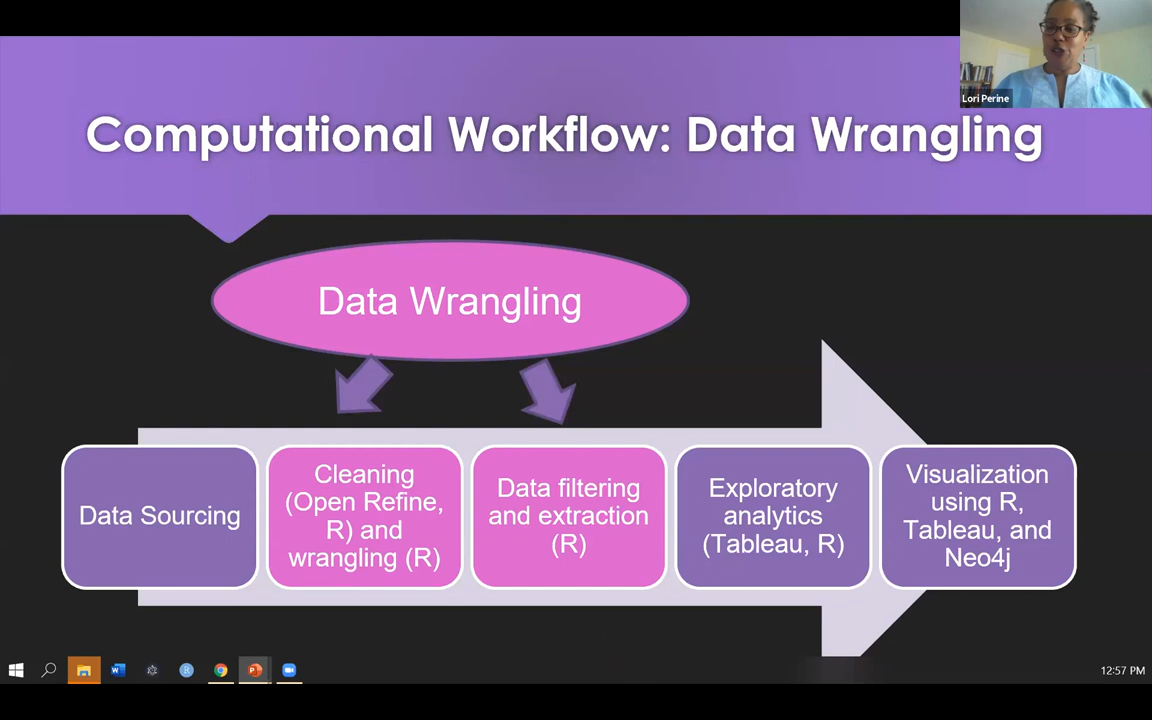 Lori Perine
Computational Workflow: Data Wrangling
Data Wrangling
Data Sourcing
Cleaning
(Open Refine,
R) and
wrangling (R)
Data filtering
and extraction
(R)
Exploratory
analytics
(Tableau, R)
Visualization
using R,
Tableau, and
Neo4j
12:57 PM